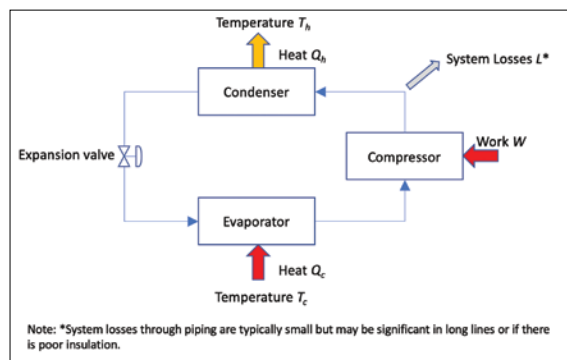 Temperature Th
Heat Qh
System Losses L*
Condenser
Expansion valve
Work W
Compressor
Evaporator
Heat Qc
Temperature Tc
Note: *System losses through piping are typically small but may be significant in long lines or if there
is poor insulation.